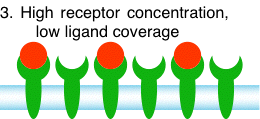 3. High receptor concentration,
low ligand coverage